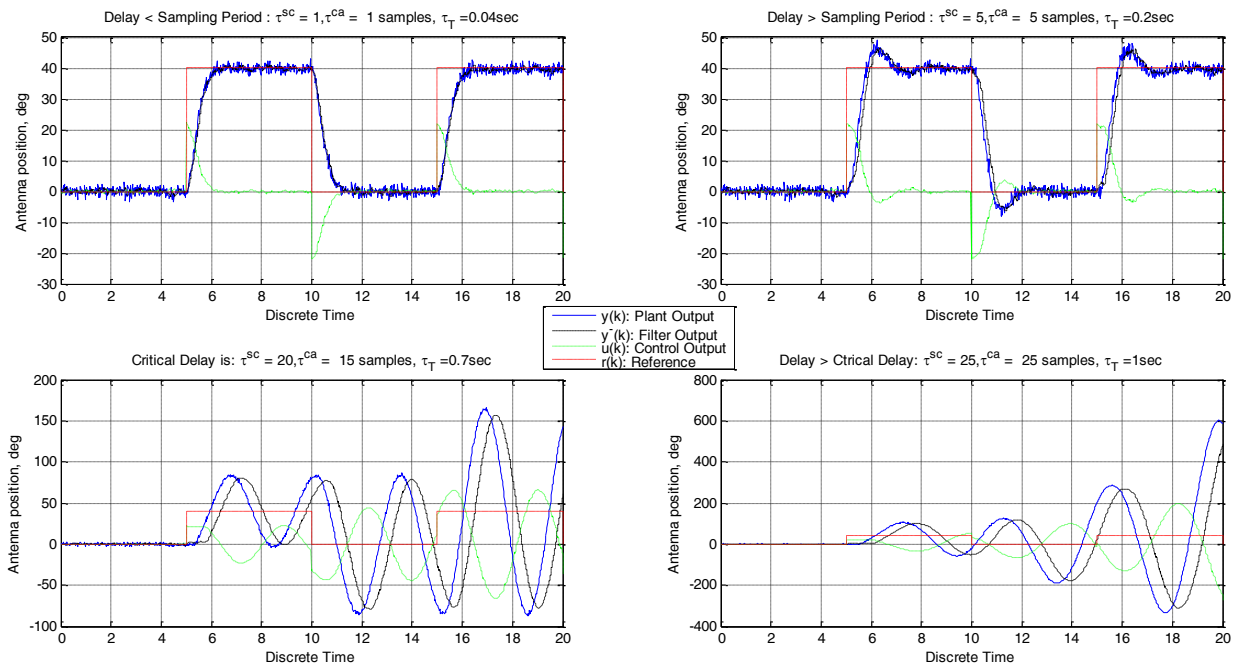 Delay < Sampling Period : τ^sc = 1,τ^ca = 1 samples, τ_T =0.04sec
50
40
30
20
10
0
-10
-20
-30
Antenna position, deg
0 2 4 6 8 10 12 14 16 18 20
Discrete Time
Delay > Sampling Period : τ^sc = 5,τ^ca = 5 samples, τ_T =0.2sec
50
40
30
20
10
0
-10
-20
-30
Antenna position, deg
0 2 4 6 8 10 12 14 16 18 20
Discrete Time
y(k): Plant Output
y^-(k): Filter Output
u(k): Control Output
r(k): Reference
Critical Delay is: τ^sc = 20,τ^ca = 15 samples, τ_T =0.7sec
200
150
100
50
0
-50
-100
Antenna position, deg
0 2 4 6 8 10 12 14 16 18 20
Discrete Time
Delay > Ctrical Delay: τ^sc = 25,τ^ca = 25 samples, τ_T =1sec
800
600
400
200
0
-200
-400
Antenna position, deg
0 2 4 6 8 10 12 14 16 18 20
Discrete Time